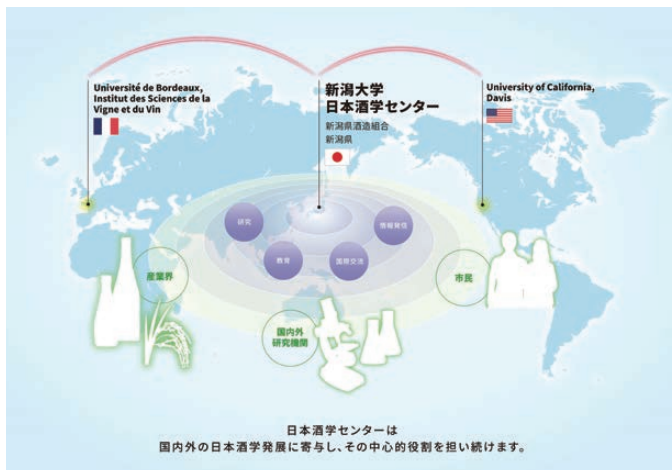 Université de Bordeaux,
Institut des Sciences de la
Vigne et du Vin
新潟大学
日本酒学センター
新潟県酒造組合
新潟県
University of California,
Davis
研究
情報発信
教育
国際交流
産業界
市民
国内外
研究機関
日本酒学センターは
国内外の日本酒学発展に寄与し、その中心的役割を担い続けます。